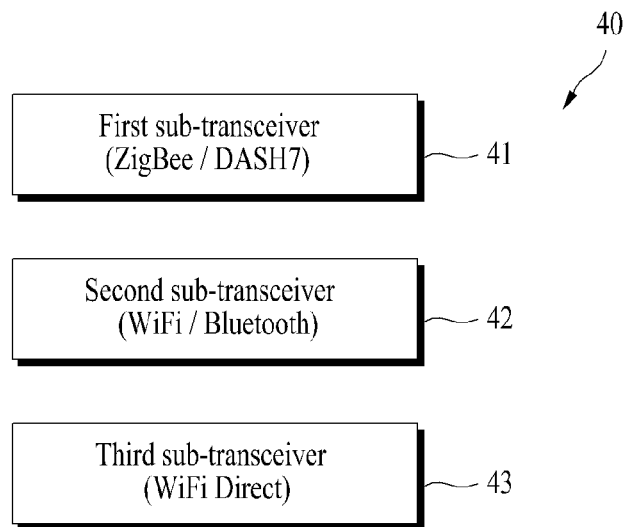 40
First sub-transceiver
(ZigBee / DASH7)
41
Second sub-transceiver
(WiFi / Bluetooth)
42
Third sub-transceiver
(WiFi Direct)
43